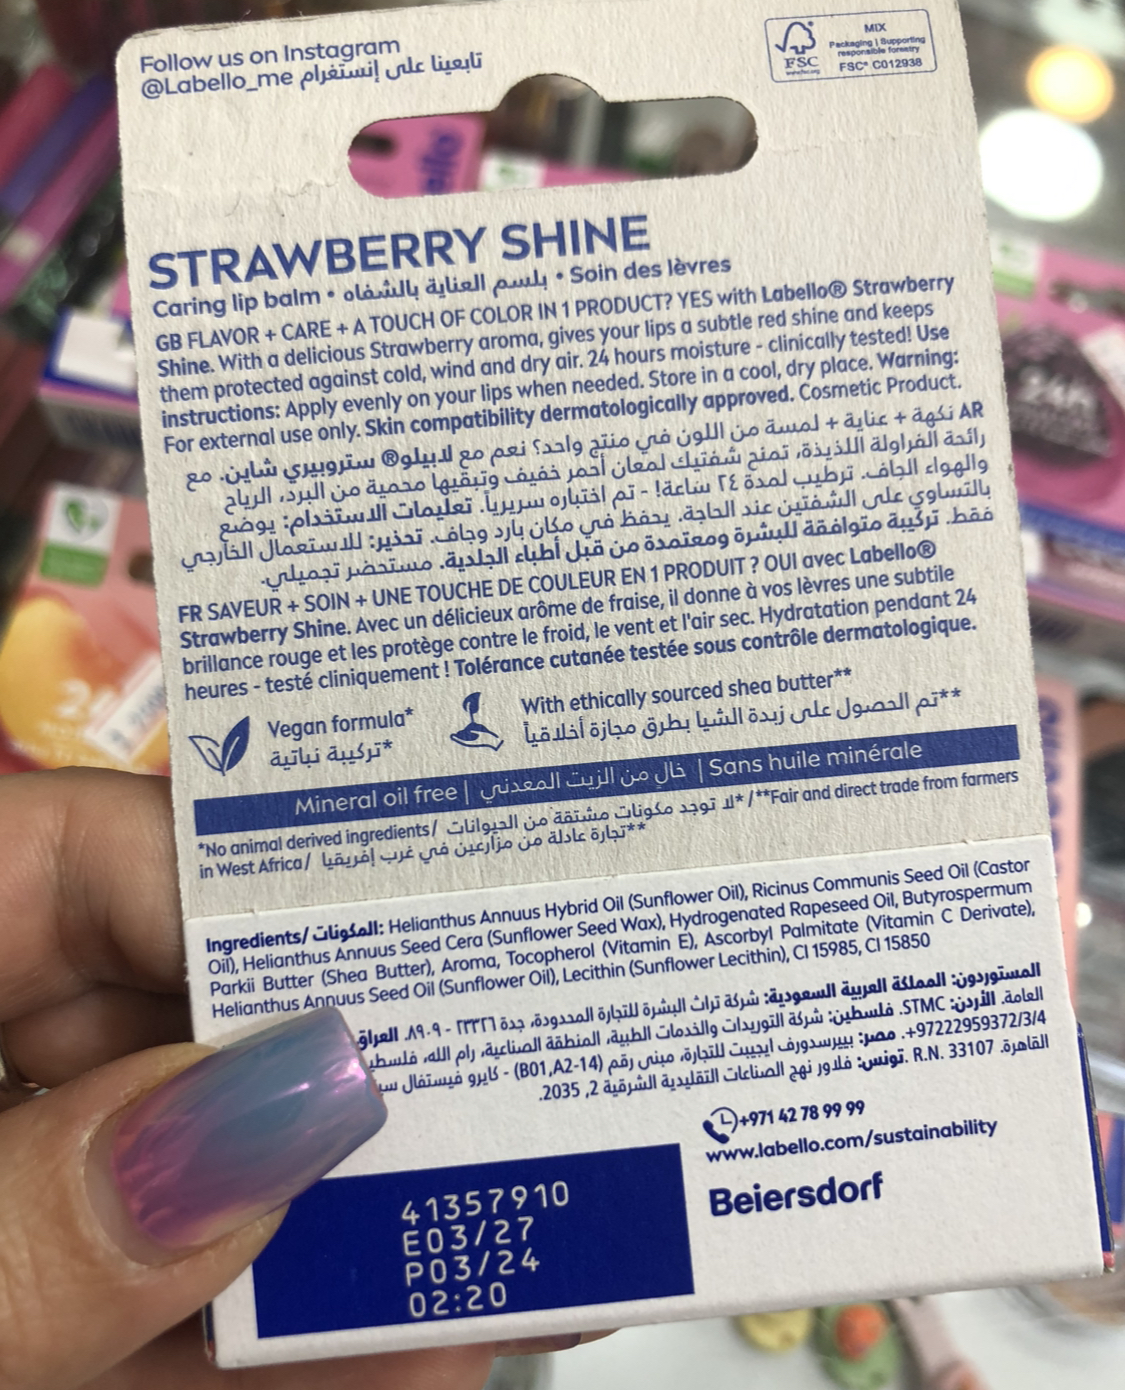 Follow us on Instagram
@Labello_me تابعينا على إنستغرام
FSC
www.fsc.org
MIX
Packaging | Supporting
responsible forestry
FSC® C012938
STRAWBERRY SHINE
Caring lip balm • بلسم العناية بالشفاه • Soin des lèvres
GB FLAVOR + CARE + A TOUCH OF COLOR IN 1 PRODUCT? YES with Labello® Strawberry
Shine. With a delicious Strawberry aroma, gives your lips a subtle red shine and keeps
them protected against cold, wind and dry air. 24 hours moisture - clinically tested! Use
instructions: Apply evenly on your lips when needed. Store in a cool, dry place. Warning:
For external use only. Skin compatibility dermatologically approved. Cosmetic Product.
AR نكهة + عناية + لمسة من اللون في منتج واحد؟ نعم مع لابيلو® ستروبيري شاين. مع
رائحة الفراولة اللذيذة، تمنح شفتيك لمعان أحمر خفيف وتبقيها محمية من البرد، الرياح
والهواء الجاف. ترطيب لمدة ٢٤ ساعة! - تم اختباره سريرياً. تعليمات الاستخدام: يوضع
بالتساوي على الشفتين عند الحاجة. يحفظ في مكان بارد وجاف. تحذير: للاستعمال الخارجي
فقط. تركيبة متوافقة للبشرة ومعتمدة من قبل أطباء الجلدية. مستحضر تجميلي.
FR SAVEUR + SOIN + UNE TOUCHE DE COULEUR EN 1 PRODUIT ? OUI avec Labello®
Strawberry Shine. Avec un délicieux arôme de fraise, il donne à vos lèvres une subtile
brillance rouge et les protège contre le froid, le vent et l'air sec. Hydratation pendant 24
heures - testé cliniquement ! Tolérance cutanée testée sous contrôle dermatologique.
Vegan formula*
تركيبة نباتية*
With ethically sourced shea butter**
تم الحصول على زبدة الشيا بطرق مجازة أخلاقياً**
Mineral oil free | خالٍ من الزيت المعدني | Sans huile minérale
*No animal derived ingredients/ لا توجد مكونات مشتقة من الحيوانات* /**Fair and direct trade from farmers
in West Africa/ تجارة عادلة من مزارعين في غرب إفريقيا**
Ingredients/ المكونات: Helianthus Annuus Hybrid Oil (Sunflower Oil), Ricinus Communis Seed Oil (Castor
Oil), Helianthus Annuus Seed Cera (Sunflower Seed Wax), Hydrogenated Rapeseed Oil, Butyrospermum
Parkii Butter (Shea Butter), Aroma, Tocopherol (Vitamin E), Ascorbyl Palmitate (Vitamin C Derivate),
Helianthus Annuus Seed Oil (Sunflower Oil), Lecithin (Sunflower Lecithin), CI 15985, CI 15850
المستوردون: المملكة العربية السعودية: شركة تراث البشرة للتجارة المحدودة، جدة ٢٣٣٢٦ - ٨٩٠٩. العراق
العامة. الأردن: STMC. فلسطين: شركة التوريدات والخدمات الطبية، المنطقة الصناعية، رام الله، فلسطين
+97222959372/3/4. مصر: بييرسدورف ايجيبت للتجارة، مبنى رقم (B01,A2-14) - كايرو فيستفال
القاهرة. R.N. 33107. تونس: فلاور نهج الصناعات التقليدية الشرقية 2, 2035.
+971 42 78 99 99
www.labello.com/sustainability
Beiersdorf
41357910
E03/27
P03/24
02:20
24H